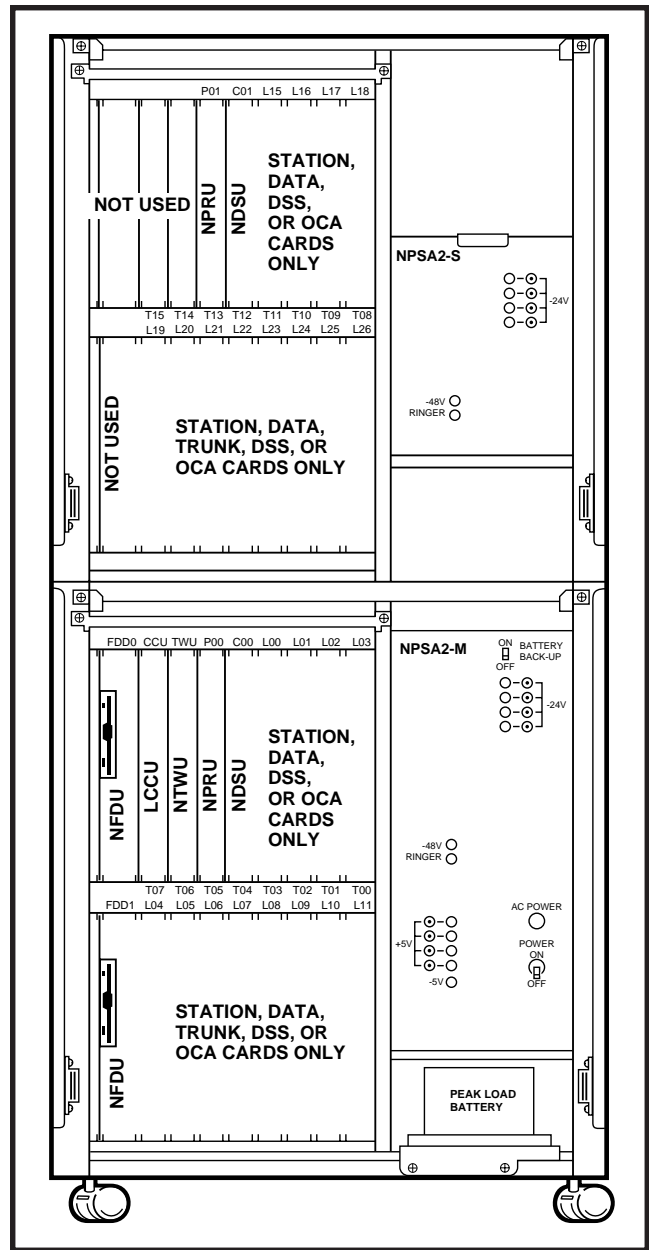 P01 C01 L15 L16 L17 L18
NOT USED
NPRU
NDSU
STATION,
DATA,
DSS,
OR OCA
CARDS
ONLY
NPSA2-S
-24V
-48V
RINGER
T15 T14 T13 T12 T11 T10 T09 T08
L19 L20 L21 L22 L23 L24 L25 L26
NOT USED
STATION, DATA,
TRUNK, DSS, OR
OCA CARDS ONLY
FDD0 CCU TWU P00 C00 L00 L01 L02 L03
NFDU
LCCU
NTWU
NPRU
NDSU
STATION,
DATA,
DSS,
OR OCA
CARDS
ONLY
NPSA2-M
ON
OFF
BATTERY
BACK-UP
-24V
-48V
RINGER
T07 T06 T05 T04 T03 T02 T01 T00
FDD1 L04 L05 L06 L07 L08 L09 L10 L11
NFDU
STATION, DATA,
TRUNK, DSS, OR
OCA CARDS ONLY
+5V
-5V
AC POWER
POWER
ON
OFF
PEAK LOAD
BATTERY